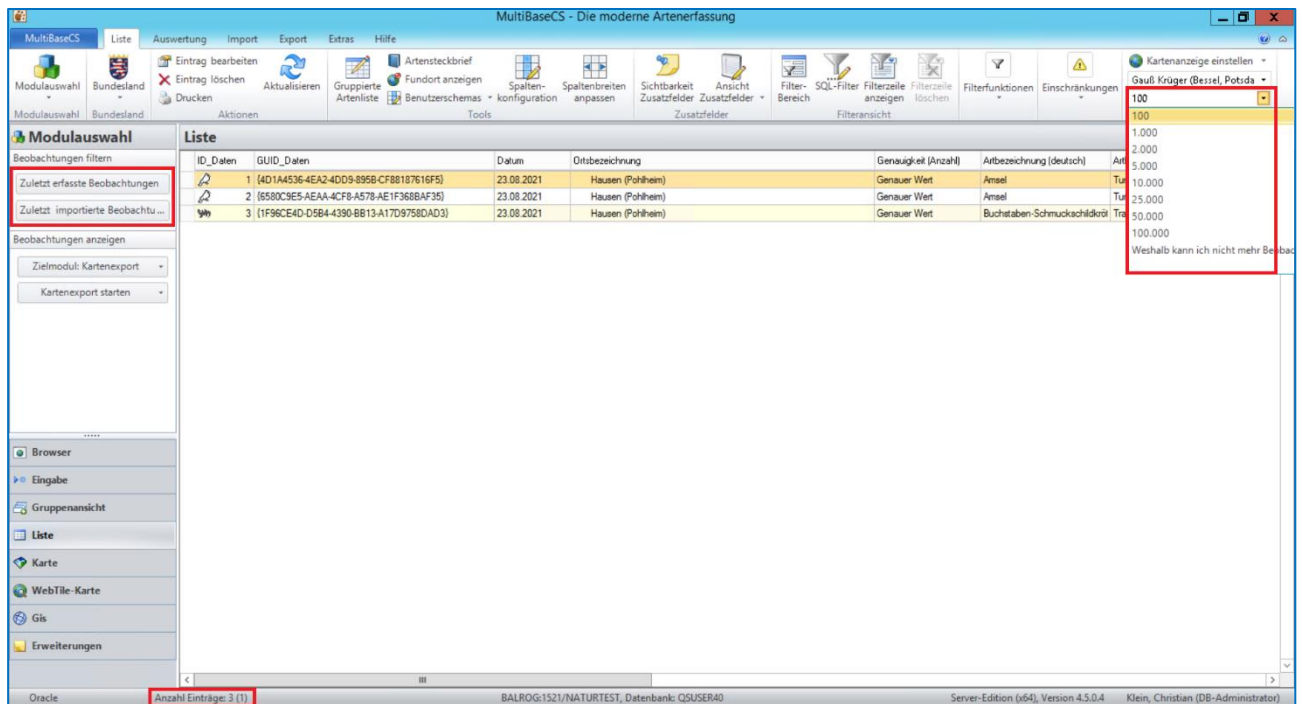 MultiBaseCS - Die moderne Artenerfassung
MultiBaseCS Liste Auswertung Import Export Extras Hilfe
Modulauswahl
Bundesland
Eintrag bearbeiten
Eintrag löschen
Drucken
Aktualisieren
Gruppierte Artenliste
Artensteckbrief
Fundort anzeigen
Benutzerschemas
Spalten-konfiguration
Spaltenbreiten anpassen
Sichtbarkeit Zusatzfelder
Ansicht Zusatzfelder
Filter-Bereich
SQL-Filter
Filterzeile anzeigen
Filterzeile löschen
Filterfunktionen
Einschränkungen
Kartenanzeige einstellen
Gauß Krüger (Bessel, Potsda
100
Modulauswahl Bundesland Aktionen Tools Zusatzfelder Filteransicht
100
1.000
2.000
5.000
10.000
25.000
50.000
100.000
Weshalb kann ich nicht mehr Beobac
Modulauswahl
Beobachtungen filtern
Zuletzt erfasste Beobachtungen
Zuletzt importierte Beobachtu ...
Beobachtungen anzeigen
Zielmodul: Kartenexport
Kartenexport starten
Browser
Eingabe
Gruppenansicht
Liste
Karte
WebTile-Karte
Gis
Erweiterungen
Liste
ID_Daten GUID_Daten Datum Ortsbezeichnung Genauigkeit (Anzahl) Artbezeichnung (deutsch) Art
1 {4D1A4536-4EA2-4DD9-895B-CF88187616F5} 23.08.2021 Hausen (Pohlheim) Genauer Wert Amsel Tur
2 {6580C9E5-AEAA-4CF8-A578-AE1F368BAF35} 23.08.2021 Hausen (Pohlheim) Genauer Wert Amsel Tur
3 {1F96CE4D-D5B4-4390-BB13-A17D9758DAD3} 23.08.2021 Hausen (Pohlheim) Genauer Wert Buchstaben-Schmuckschildkröt Tra
Oracle Anzahl Einträge: 3 (1) BALROG:1521/NATURTEST, Datenbank: QSUSER40 Server-Edition (x64), Version 4.5.0.4 Klein, Christian (DB-Administrator)